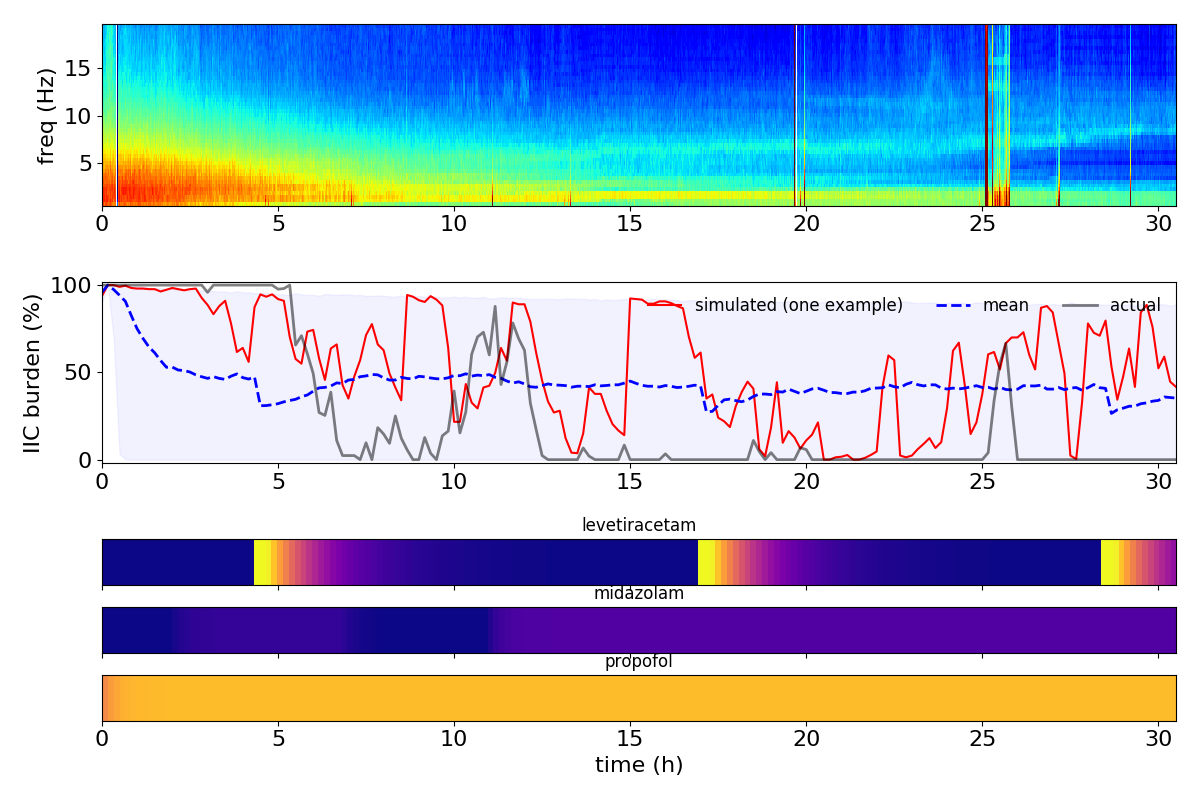 freq (Hz)
15
10
5
0 5 10 15 20 25 30
IIC burden (%)
100
50
0
simulated (one example) mean actual
0 5 10 15 20 25 30
levetiracetam
midazolam
propofol
0 5 10 15 20 25 30
time (h)